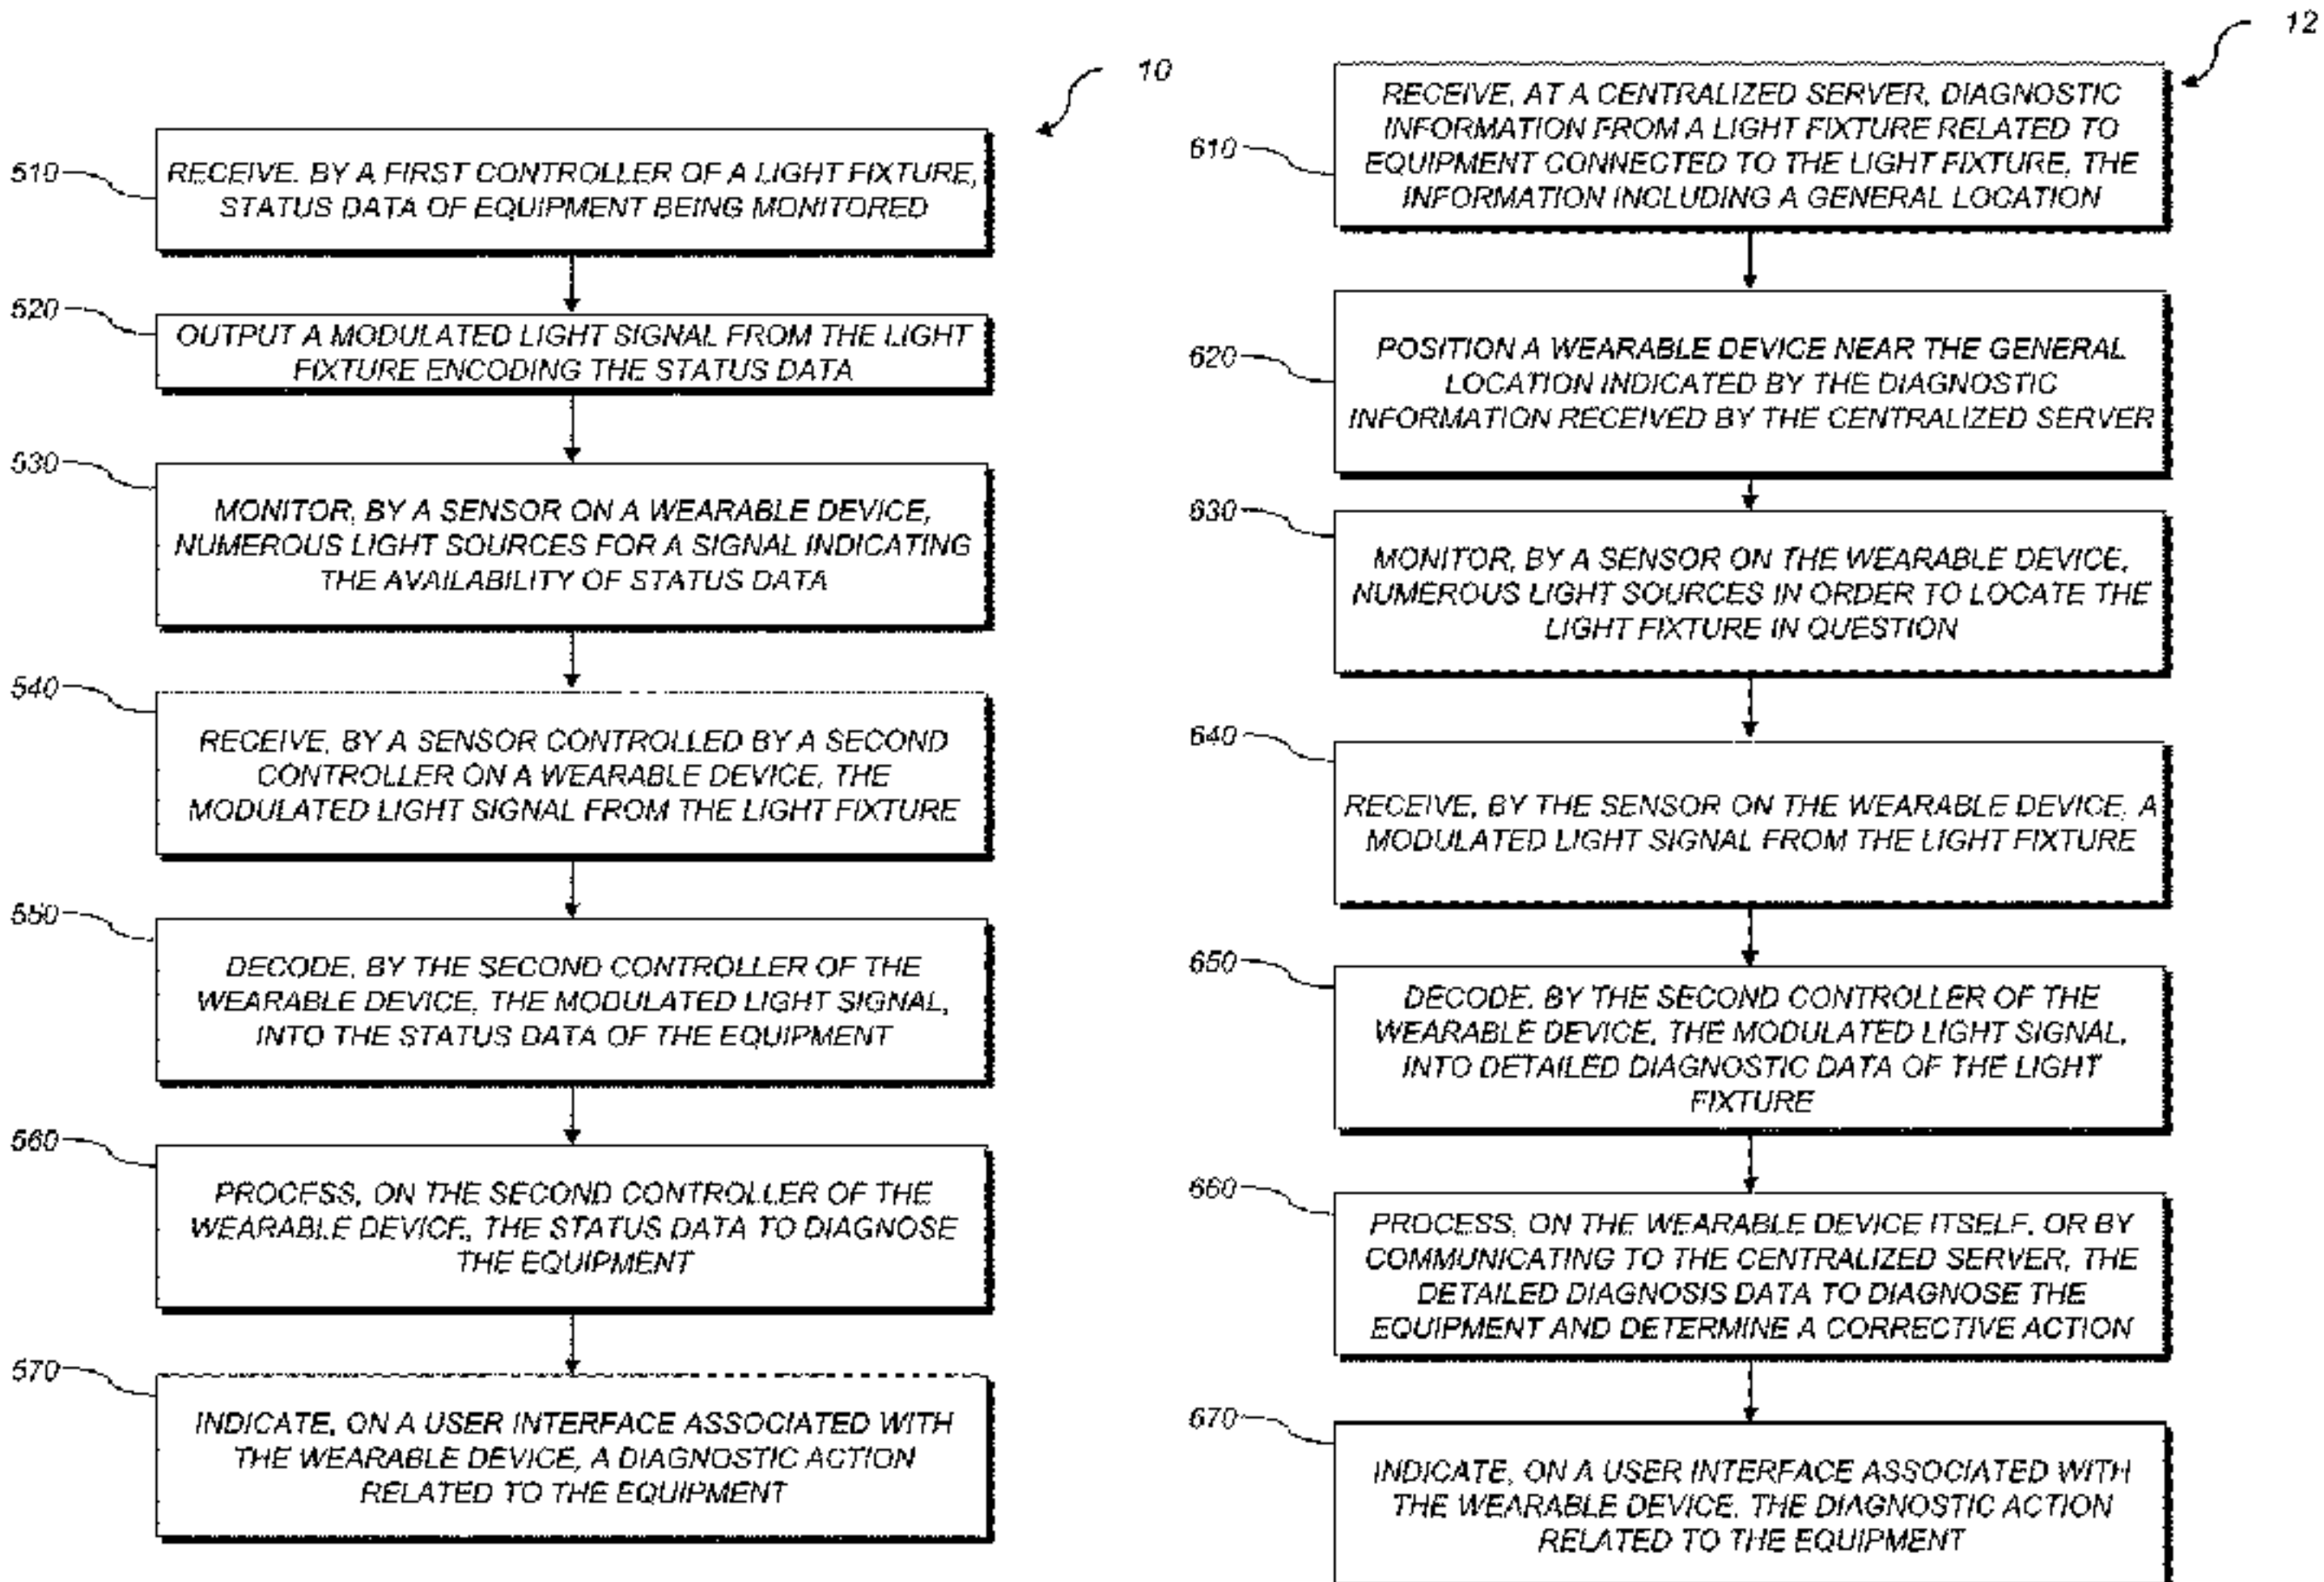 10
510
RECEIVE, BY A FIRST CONTROLLER OF A LIGHT FIXTURE,
STATUS DATA OF EQUIPMENT BEING MONITORED
520
OUTPUT A MODULATED LIGHT SIGNAL FROM THE LIGHT
FIXTURE ENCODING THE STATUS DATA
530
MONITOR, BY A SENSOR ON A WEARABLE DEVICE,
NUMEROUS LIGHT SOURCES FOR A SIGNAL INDICATING
THE AVAILABILITY OF STATUS DATA
540
RECEIVE, BY A SENSOR CONTROLLED BY A SECOND
CONTROLLER ON A WEARABLE DEVICE, THE
MODULATED LIGHT SIGNAL FROM THE LIGHT FIXTURE
550
DECODE, BY THE SECOND CONTROLLER OF THE
WEARABLE DEVICE, THE MODULATED LIGHT SIGNAL,
INTO THE STATUS DATA OF THE EQUIPMENT
560
PROCESS, ON THE SECOND CONTROLLER OF THE
WEARABLE DEVICE, THE STATUS DATA TO DIAGNOSE
THE EQUIPMENT
570
INDICATE, ON A USER INTERFACE ASSOCIATED WITH
THE WEARABLE DEVICE, A DIAGNOSTIC ACTION
RELATED TO THE EQUIPMENT
12
610
RECEIVE, AT A CENTRALIZED SERVER, DIAGNOSTIC
INFORMATION FROM A LIGHT FIXTURE RELATED TO
EQUIPMENT CONNECTED TO THE LIGHT FIXTURE, THE
INFORMATION INCLUDING A GENERAL LOCATION
620
POSITION A WEARABLE DEVICE NEAR THE GENERAL
LOCATION INDICATED BY THE DIAGNOSTIC
INFORMATION RECEIVED BY THE CENTRALIZED SERVER
630
MONITOR, BY A SENSOR ON THE WEARABLE DEVICE,
NUMEROUS LIGHT SOURCES IN ORDER TO LOCATE THE
LIGHT FIXTURE IN QUESTION
640
RECEIVE, BY THE SENSOR ON THE WEARABLE DEVICE, A
MODULATED LIGHT SIGNAL FROM THE LIGHT FIXTURE
650
DECODE, BY THE SECOND CONTROLLER OF THE
WEARABLE DEVICE, THE MODULATED LIGHT SIGNAL,
INTO DETAILED DIAGNOSTIC DATA OF THE LIGHT
FIXTURE
660
PROCESS, ON THE WEARABLE DEVICE ITSELF, OR BY
COMMUNICATING TO THE CENTRALIZED SERVER, THE
DETAILED DIAGNOSIS DATA TO DIAGNOSE THE
EQUIPMENT AND DETERMINE A CORRECTIVE ACTION
670
INDICATE, ON A USER INTERFACE ASSOCIATED WITH
THE WEARABLE DEVICE, THE DIAGNOSTIC ACTION
RELATED TO THE EQUIPMENT